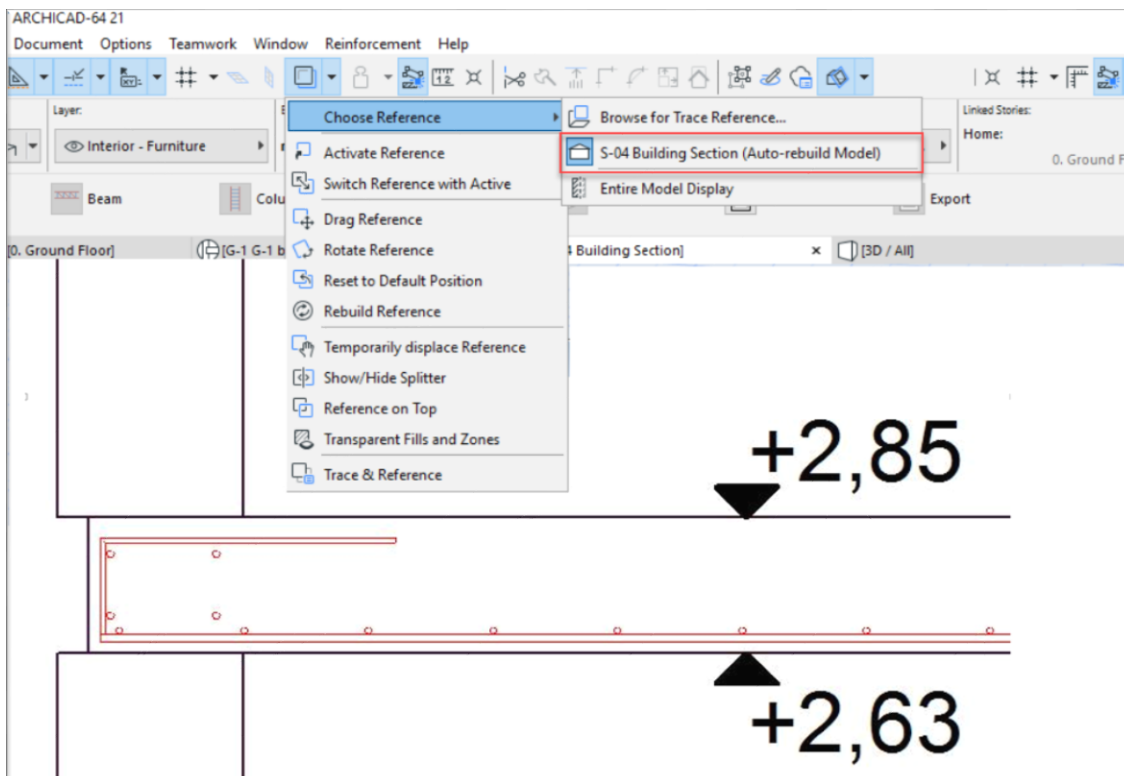 ARCHICAD-64 21
Document Options Teamwork Window Reinforcement Help
Layer:
Interior - Furniture
Linked Stories:
Home:
0. Ground F
Choose Reference
Browse for Trace Reference...
Activate Reference
S-04 Building Section (Auto-rebuild Model)
Switch Reference with Active
Entire Model Display
Beam
Colu
Export
Drag Reference
[0. Ground Floor]
[G-1 G-1 b
Rotate Reference
4 Building Section]
[3D / All]
Reset to Default Position
Rebuild Reference
Temporarily displace Reference
Show/Hide Splitter
Reference on Top
Transparent Fills and Zones
Trace & Reference
+2,85
+2,63